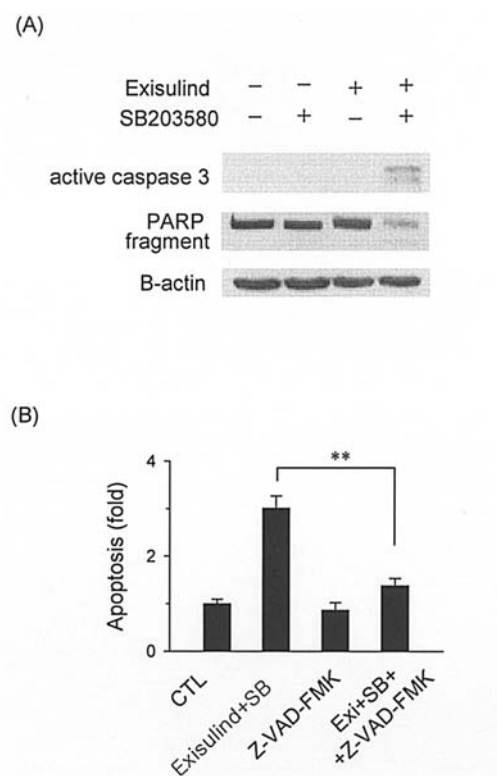 (A)
Exisulind − − + +
SB203580 − + − +
active caspase 3
PARP
fragment
B-actin
(B)
**
Apoptosis (fold)
4
2
0
CTL
Exisulind+SB
Z-VAD-FMK
Exi+SB+
+Z-VAD-FMK